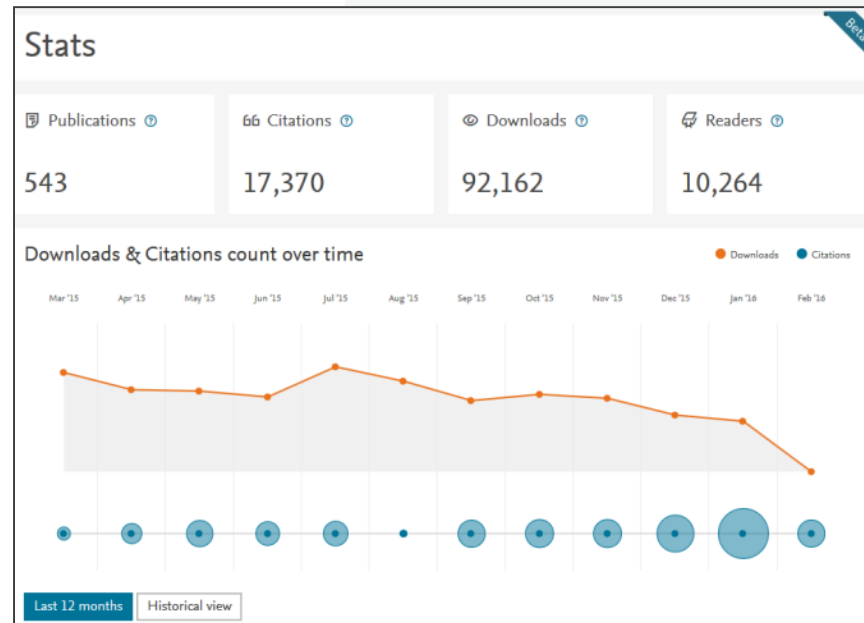 Stats
Beta
Publications ?
Citations ?
Downloads ?
Readers ?
543
17,370
92,162
10,264
Downloads & Citations count over time
Downloads
Citations
Mar '15 Apr '15 May '15 Jun '15 Jul '15 Aug '15 Sep '15 Oct '15 Nov '15 Dec '15 Jan '16 Feb '16
Last 12 months
Historical view